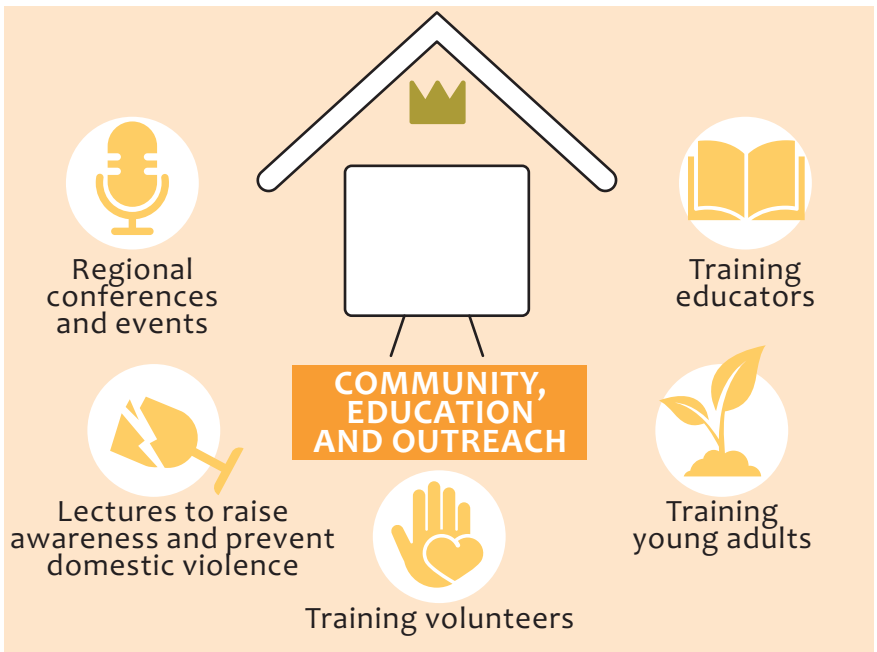 Regional
conferences
and events
Training
educators
COMMUNITY,
EDUCATION
AND OUTREACH
Lectures to raise
awareness and prevent
domestic violence
Training
young adults
Training volunteers